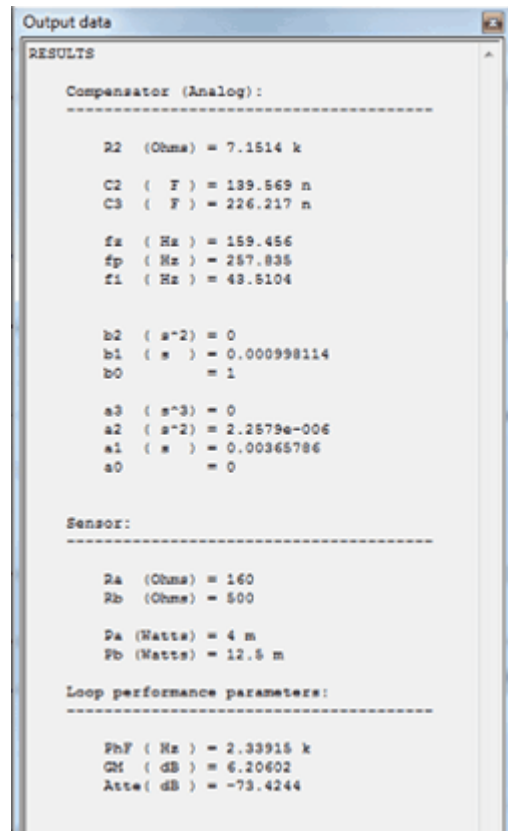 Output data
RESULTS
Compensator (Analog):
----------------------------------------
R2 (Ohms) = 7.1514 k
C2 ( F ) = 139.569 n
C3 ( F ) = 226.217 n
fz ( Hz ) = 159.456
fp ( Hz ) = 257.835
fi ( Hz ) = 43.5104
b2 ( s^2) = 0
b1 ( s ) = 0.000998114
b0 = 1
a3 ( s^3) = 0
a2 ( s^2) = 2.2579e-006
a1 ( s ) = 0.00365786
a0 = 0
Sensor:
----------------------------------------
Ra (Ohms) = 160
Rb (Ohms) = 500
Pa (Watts) = 4 m
Pb (Watts) = 12.5 m
Loop performance parameters:
----------------------------------------
PhF ( Hz ) = 2.33915 k
GM ( dB ) = 6.20602
Atte( dB ) = -73.4244